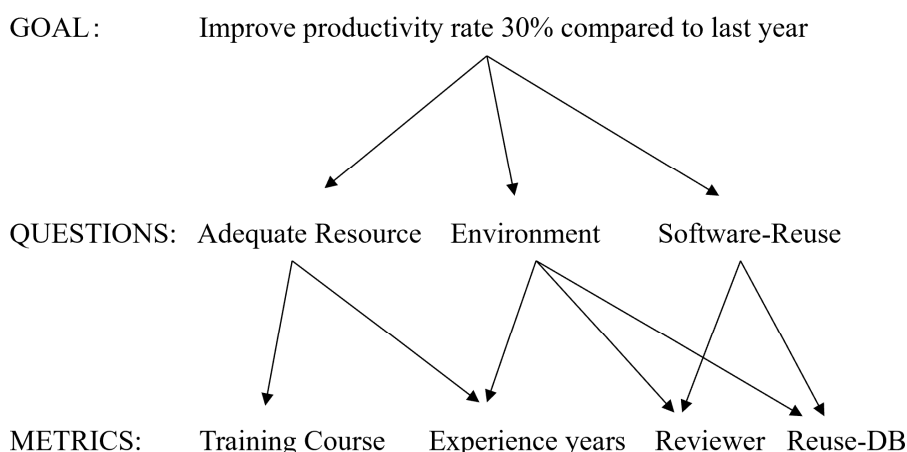 GOAL: Improve productivity rate 30% compared to last year
QUESTIONS: Adequate Resource Environment Software-Reuse
METRICS: Training Course Experience years Reviewer Reuse-DB